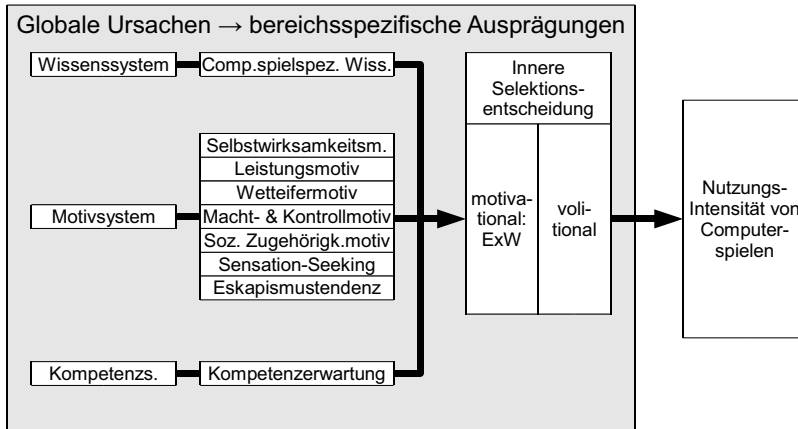 Globale Ursachen → bereichsspezifische Ausprägungen
Wissenssystem
Comp.spielspez. Wiss.
Motivsystem
Selbstwirksamkeitsm.
Leistungsmotiv
Wetteifermotiv
Macht- & Kontrollmotiv
Soz. Zugehörigk.motiv
Sensation-Seeking
Eskapismustendenz
Kompetenzs.
Kompetenzerwartung
Innere
Selektions-
entscheidung
motiva-
tional:
ExW
voli-
tional
Nutzungs-
Intensität von
Computer-
spielen